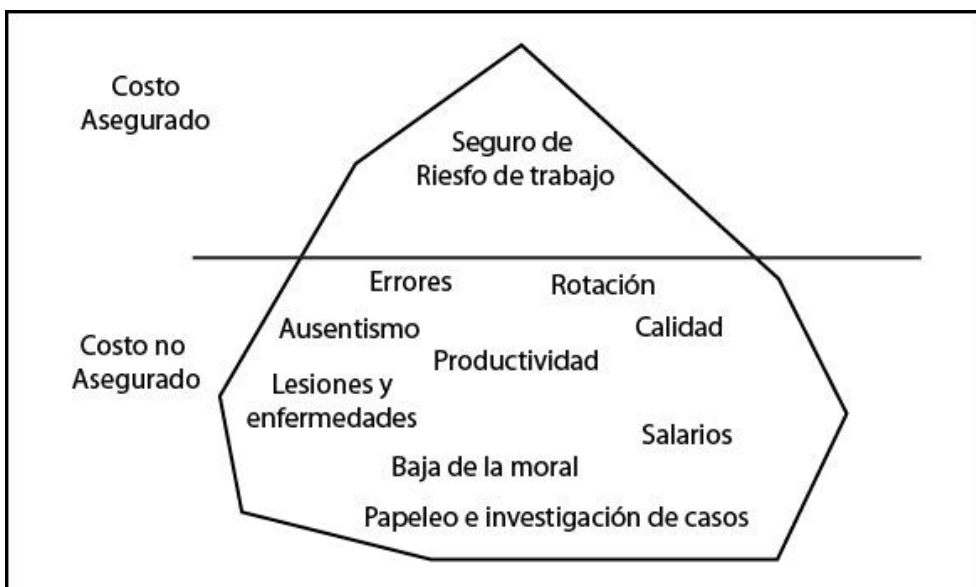 Costo
Asegurado
Seguro de
Riesfo de trabajo
Errores
Rotación
Ausentismo
Calidad
Costo no
Asegurado
Productividad
Lesiones y
enfermedades
Salarios
Baja de la moral
Papeleo e investigación de casos